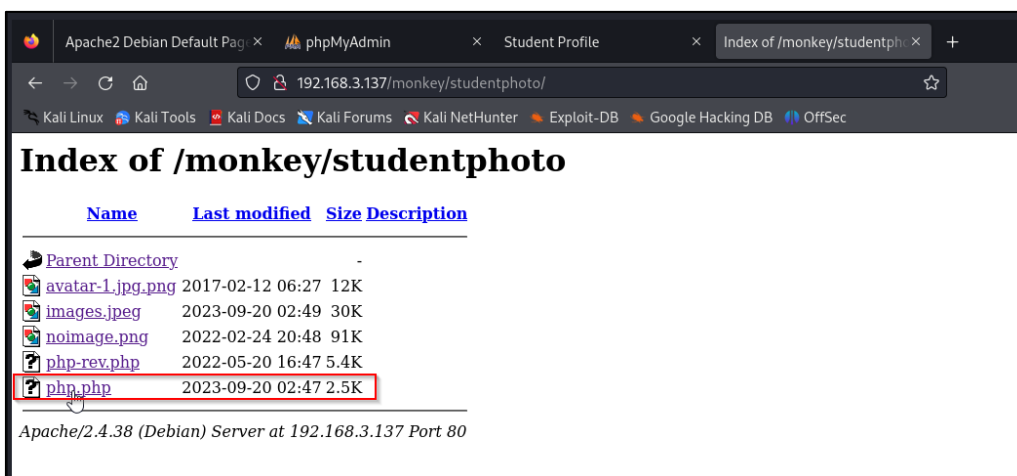 Apache2 Debian Default Pag
phpMyAdmin
Student Profile
Index of /monkey/studentpho
192.168.3.137/monkey/studentphoto/
Kali Linux Kali Tools Kali Docs Kali Forums Kali NetHunter Exploit-DB Google Hacking DB OffSec
Index of /monkey/studentphoto
Name Last modified Size Description
Parent Directory -
avatar-1.jpg.png 2017-02-12 06:27 12K
images.jpeg 2023-09-20 02:49 30K
noimage.png 2022-02-24 20:48 91K
php-rev.php 2022-05-20 16:47 5.4K
php.php 2023-09-20 02:47 2.5K
Apache/2.4.38 (Debian) Server at 192.168.3.137 Port 80